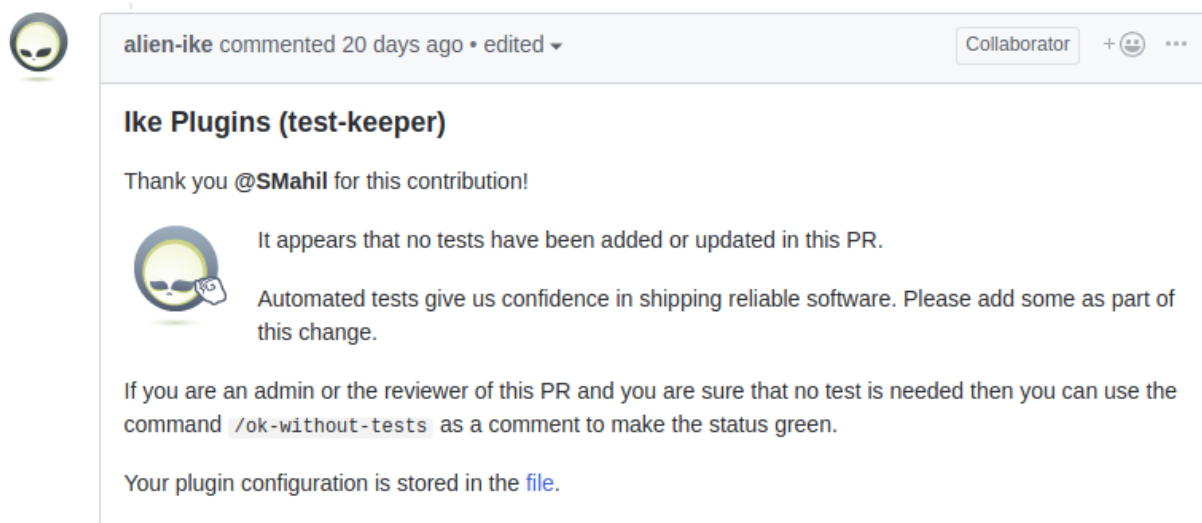 alien-ike commented 20 days ago • edited
Collaborator
Ike Plugins (test-keeper)
Thank you @SMahil for this contribution!
It appears that no tests have been added or updated in this PR.
Automated tests give us confidence in shipping reliable software. Please add some as part of
this change.
If you are an admin or the reviewer of this PR and you are sure that no test is needed then you can use the
command /ok-without-tests as a comment to make the status green.
Your plugin configuration is stored in the file.